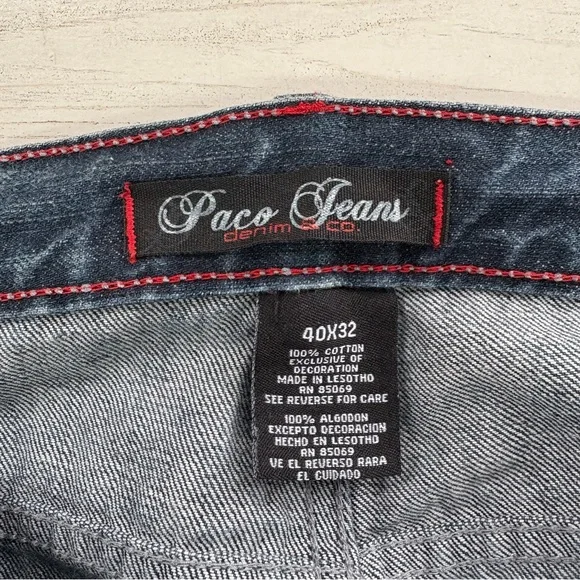 Paco Jeans
denim & co.
40X32
100% COTTON
EXCLUSIVE OF
DECORATION
MADE IN LESOTHO
RN 85069
SEE REVERSE FOR CARE
100% ALGODON
EXCEPTO DECORACION
HECHO EN LESOTHO
RN 85069
VE EL REVERSO RARA
EL CUIDADO